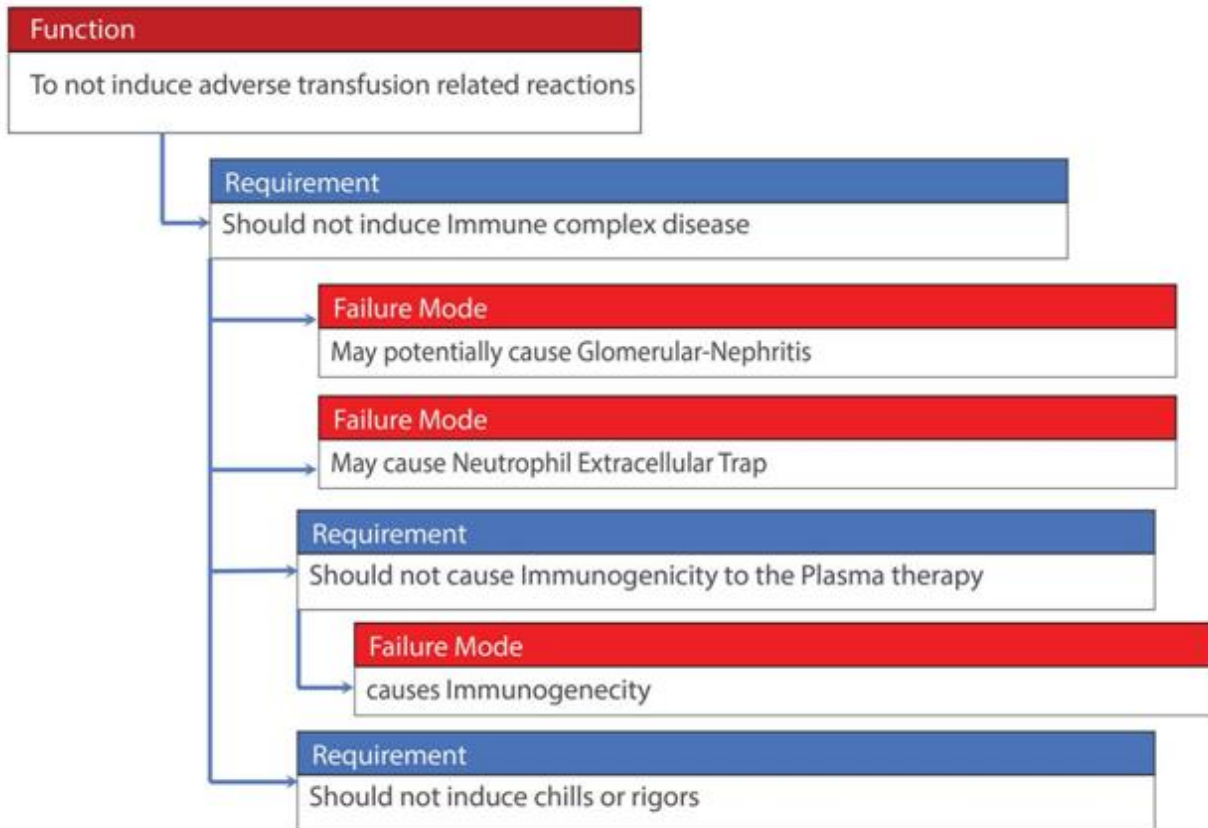 Function
To not induce adverse transfusion related reactions
Requirement
Should not induce Immune complex disease
Failure Mode
May potentially cause Glomerular-Nephritis
Failure Mode
May cause Neutrophil Extracellular Trap
Requirement
Should not cause Immunogenicity to the Plasma therapy
Failure Mode
causes Immunogenecity
Requirement
Should not induce chills or rigors